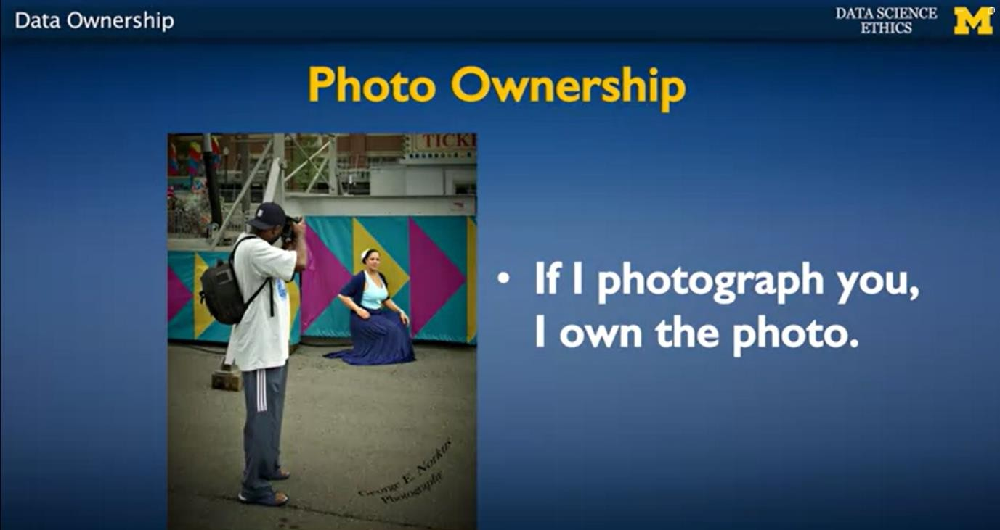 Data Ownership
DATA SCIENCE
ETHICS
M
Photo Ownership
TICK
• If I photograph you,
I own the photo.
George E. Norkus
Photography